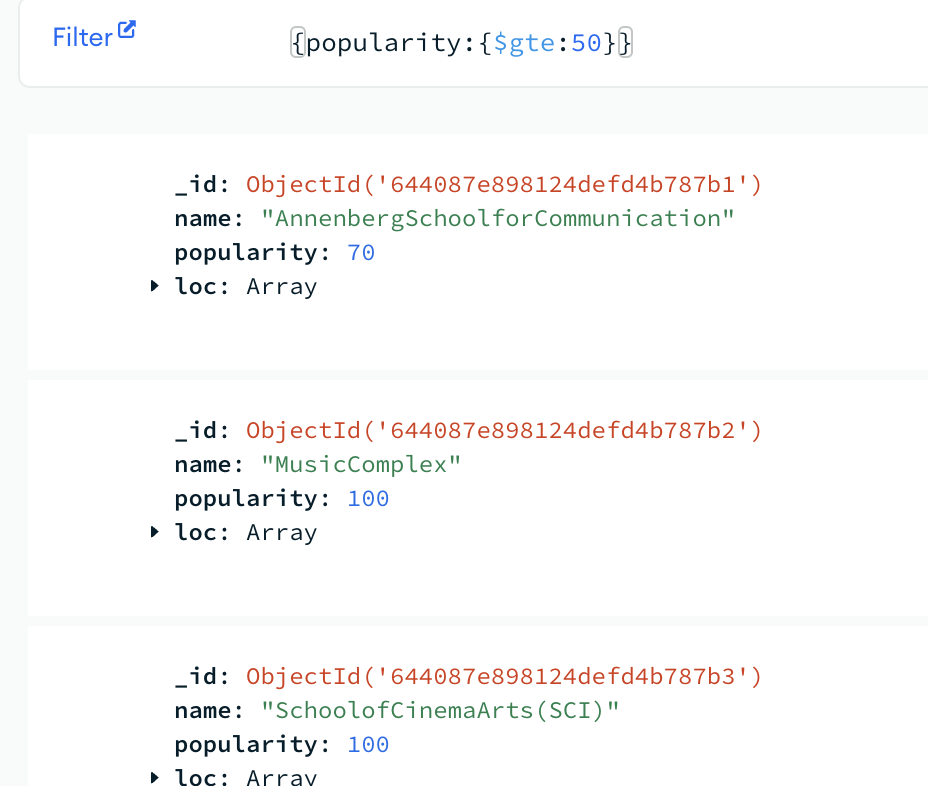 Filter
{popularity:{$gte:50}}
_id: ObjectId('644087e898124defd4b787b1')
name: "AnnenbergSchoolforCommunication"
popularity: 70
loc: Array
_id: ObjectId('644087e898124defd4b787b2')
name: "MusicComplex"
popularity: 100
loc: Array
_id: ObjectId('644087e898124defd4b787b3')
name: "SchoolofCinemaArts(SCI)"
popularity: 100
loc: Array